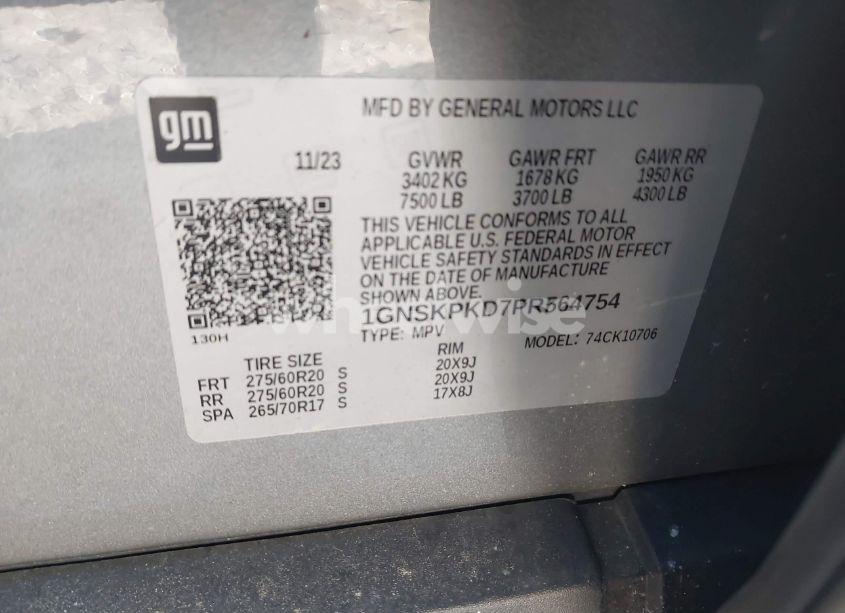 gm
MFD BY GENERAL MOTORS LLC
11/23 GVWR GAWR FRT GAWR RR
3402 KG 1678 KG 1950 KG
7500 LB 3700 LB 4300 LB
THIS VEHICLE CONFORMS TO ALL
APPLICABLE U.S. FEDERAL MOTOR
VEHICLE SAFETY STANDARDS IN EFFECT
ON THE DATE OF MANUFACTURE
SHOWN ABOVE.
1GNSKPKD7PR564754
130H TYPE: MPV MODEL: 74CK10706
TIRE SIZE RIM
FRT 275/60R20 S 20X9J
RR 275/60R20 S 20X9J
SPA 265/70R17 S 17X8J